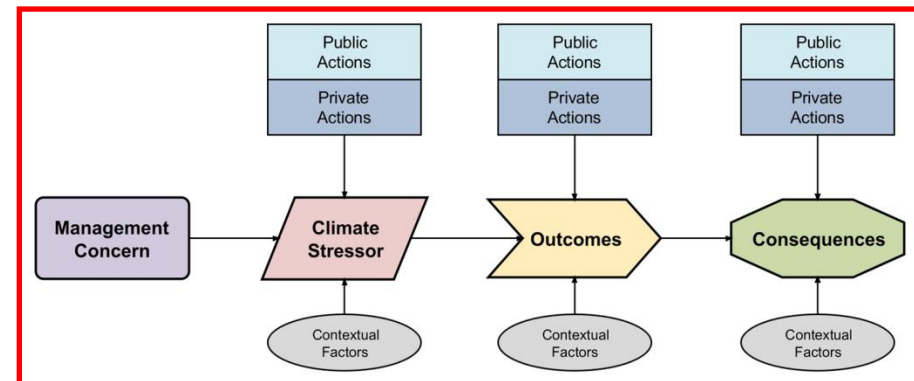 Public
Actions
Private
Actions
Public
Actions
Private
Actions
Public
Actions
Private
Actions
Management
Concern
Climate
Stressor
Outcomes
Consequences
Contextual
Factors
Contextual
Factors
Contextual
Factors